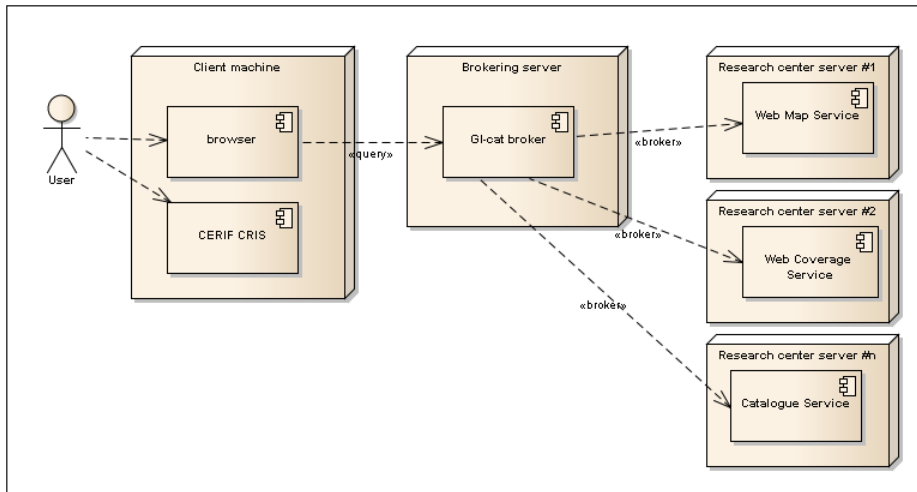 Client machine
Brokering server
Research center server #1
browser
GI-cat broker
Web Map Service
«query»
«broker»
User
CERIF CRIS
Research center server #2
«broker»
Web Coverage
Service
«broker»
Research center server #n
Catalogue Service